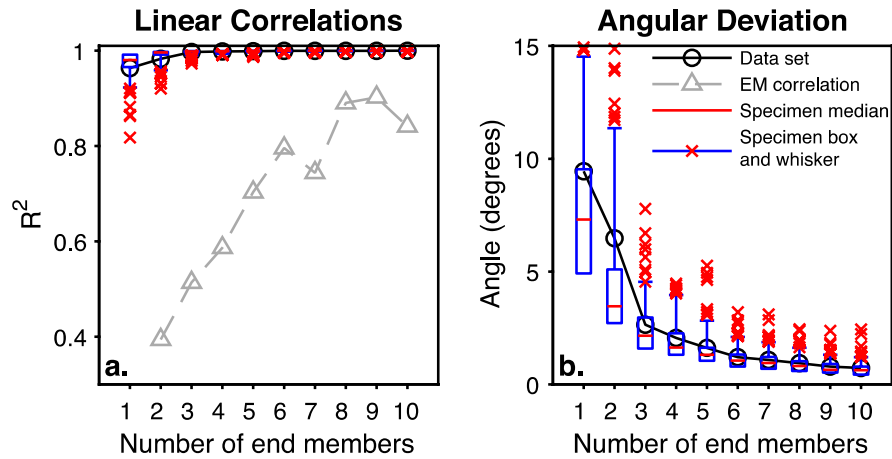 Linear Correlations
1
0.8
0.6
0.4
R²
a.
1 2 3 4 5 6 7 8 9 10
Number of end members
Angular Deviation
15
10
5
0
Angle (degrees)
Data set
EM correlation
Specimen median
Specimen box
and whisker
b.
1 2 3 4 5 6 7 8 9 10
Number of end members